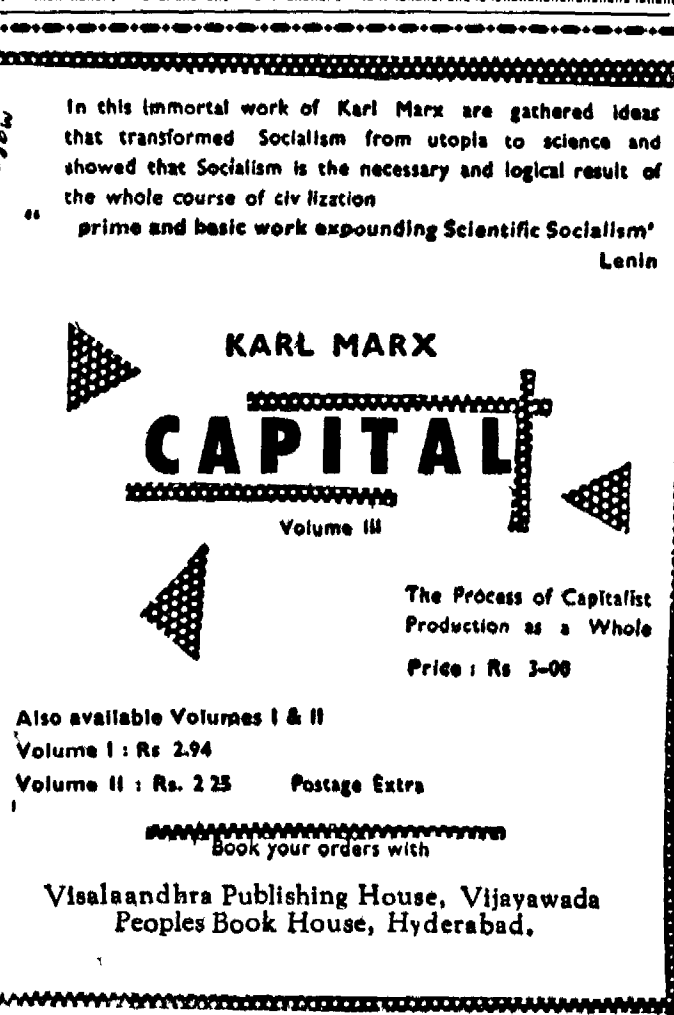 In this immortal work of Karl Marx are gathered ideas
that transformed Socialism from utopia to science and
showed that Socialism is the necessary and logical result of
the whole course of civ lization
" prime and basic work expounding Scientific Socialism'
Lenin
KARL MARX
CAPITAL
Volume III
The Process of Capitalist
Production as a Whole
Price : Rs 3-00
Also available Volumes I & II
Volume I : Rs 2.94
Volume II : Rs. 2 25 Postage Extra
Book your orders with
Visalaandhra Publishing House, Vijayawada
Peoples Book House, Hyderabad.